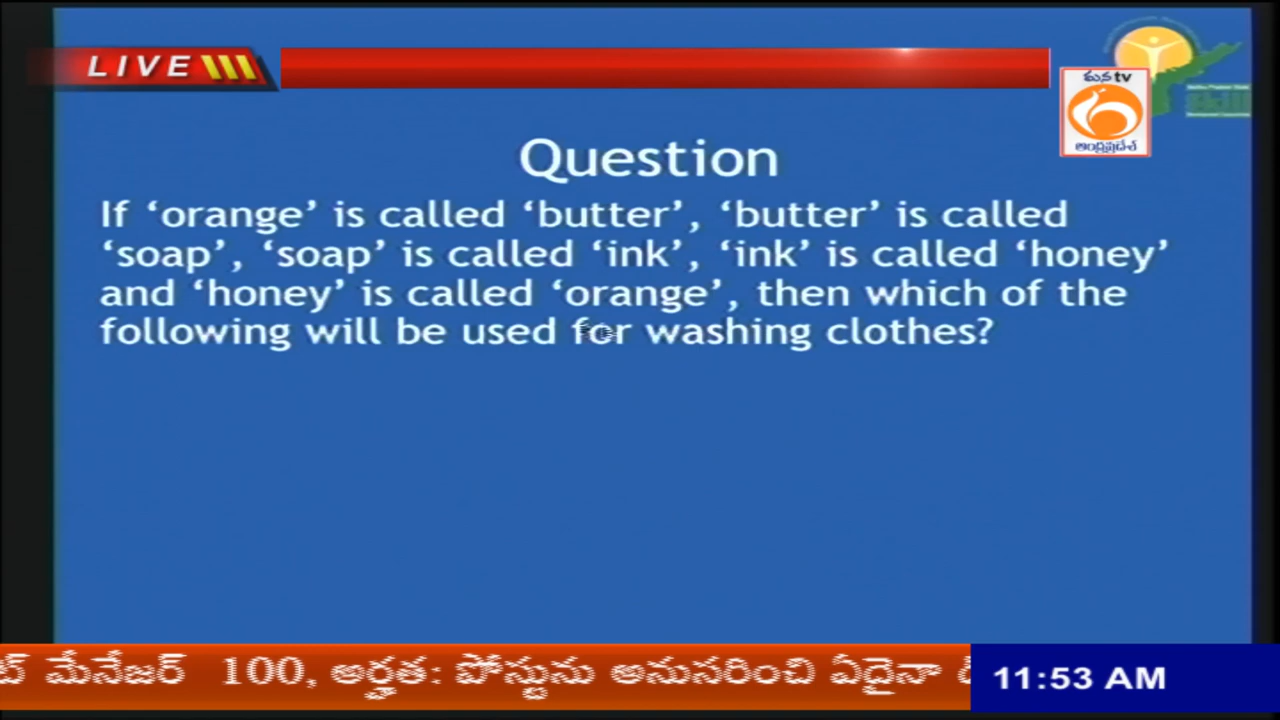 LIVE
మన tv
ఆంధ్రప్రదేశ్
Question
If ‘orange’ is called ‘butter’, ‘butter’ is called
‘soap’, ‘soap’ is called ‘ink’, ‘ink’ is called ‘honey’
and ‘honey’ is called ‘orange’, then which of the
following will be used for washing clothes?
ట్ మేనేజర్ 100, అర్హత: పోస్టును అనుసరించి ఏదైనా
11:53 AM